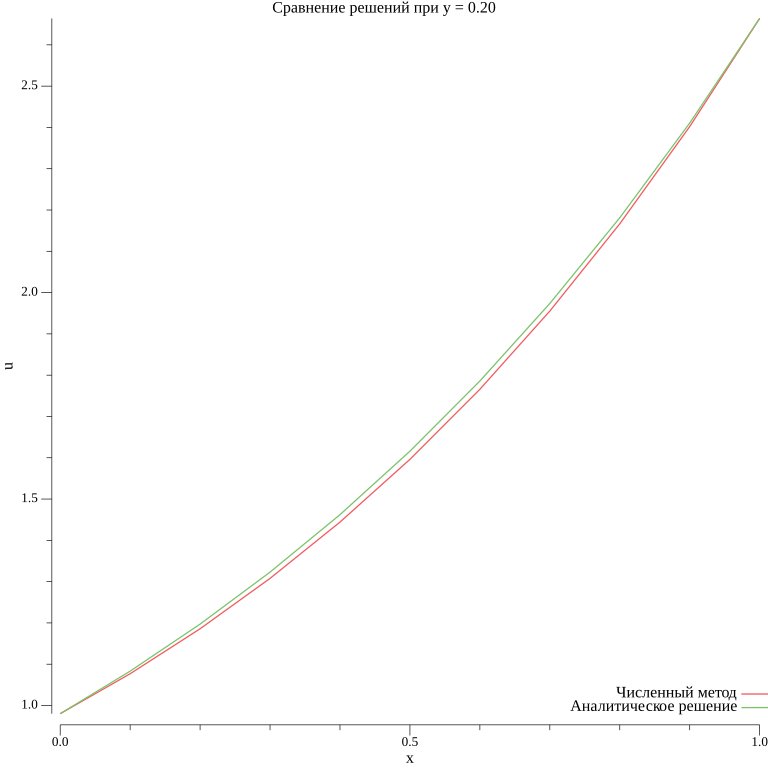 Сравнение решений при y = 0.20
2.5
2.0
u
1.5
1.0
Численный метод
Аналитическое решение
0.0
0.5
1.0
x